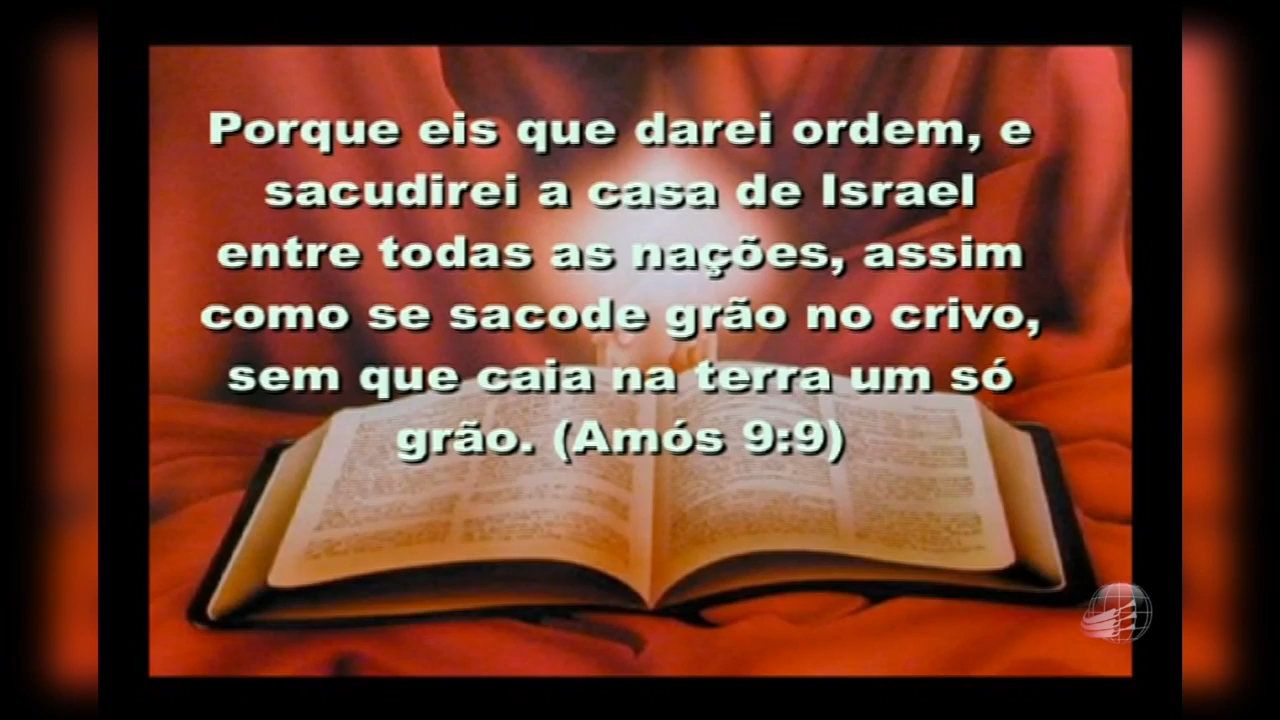 Porque eis que darei ordem, e
sacudirei a casa de Israel
entre todas as nações, assim
como se sacode grão no crivo,
sem que caia na terra um só
grão. (Amós 9:9)